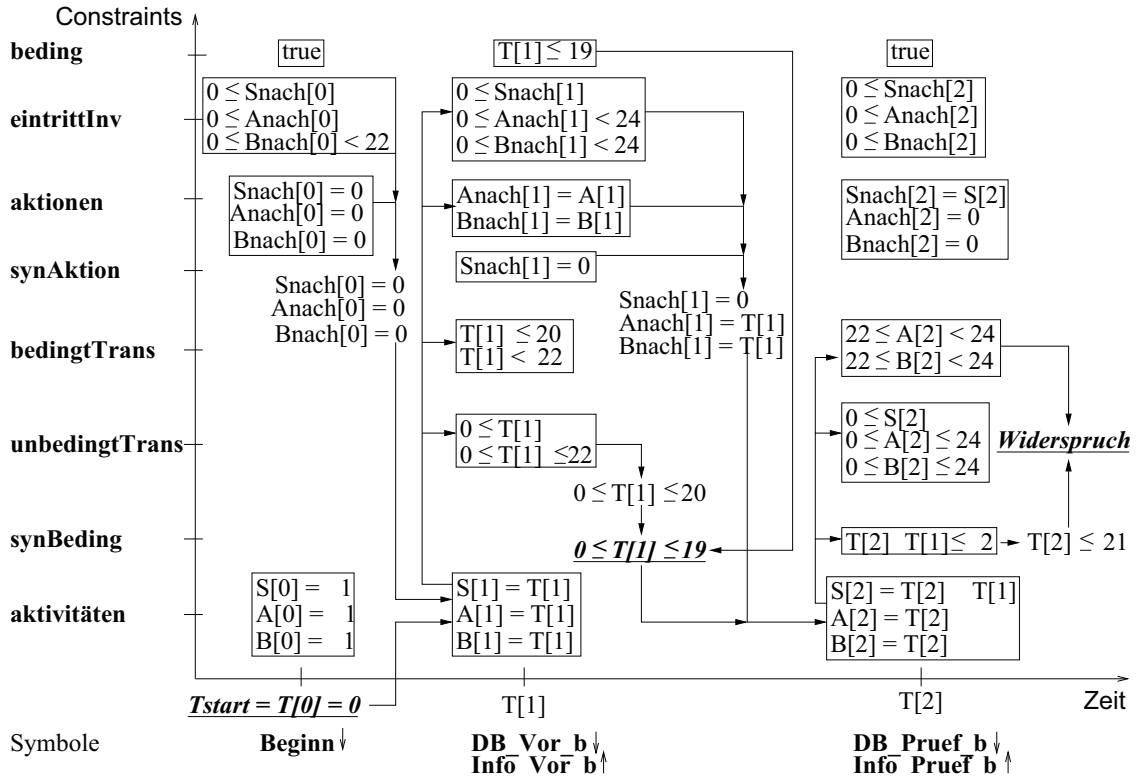 Constraints
beding
true
T[1] ≤ 19
true
eintrittInv
0 ≤ Snach[0]
0 ≤ Anach[0]
0 ≤ Bnach[0] < 22
0 ≤ Snach[1]
0 ≤ Anach[1] < 24
0 ≤ Bnach[1] < 24
0 ≤ Snach[2]
0 ≤ Anach[2]
0 ≤ Bnach[2]
aktionen
Snach[0] = 0
Anach[0] = 0
Bnach[0] = 0
Anach[1] = A[1]
Bnach[1] = B[1]
Snach[2] = S[2]
Anach[2] = 0
Bnach[2] = 0
synAktion
Snach[1] = 0
Snach[0] = 0
Anach[0] = 0
Bnach[0] = 0
Snach[1] = 0
Anach[1] = T[1]
Bnach[1] = T[1]
bedingtTrans
T[1] ≤ 20
T[1] < 22
22 ≤ A[2] < 24
22 ≤ B[2] < 24
unbedingtTrans
0 ≤ T[1]
0 ≤ T[1] ≤22
0 ≤ S[2]
0 ≤ A[2] ≤ 24
0 ≤ B[2] ≤ 24
Widerspruch
0 ≤ T[1] ≤ 20
synBeding
0 ≤ T[1] ≤ 19
T[2] T[1] ≤ 2
T[2] ≤ 21
aktivitäten
S[0] = 1
A[0] = 1
B[0] = 1
S[1] = T[1]
A[1] = T[1]
B[1] = T[1]
S[2] = T[2] T[1]
A[2] = T[2]
B[2] = T[2]
Tstart = T[0] = 0
T[1]
T[2]
Zeit
Symbole
Beginn↓
DB_Vor_b↓
Info_Vor_b↑
DB_Pruef_b↓
Info_Pruef_b↑